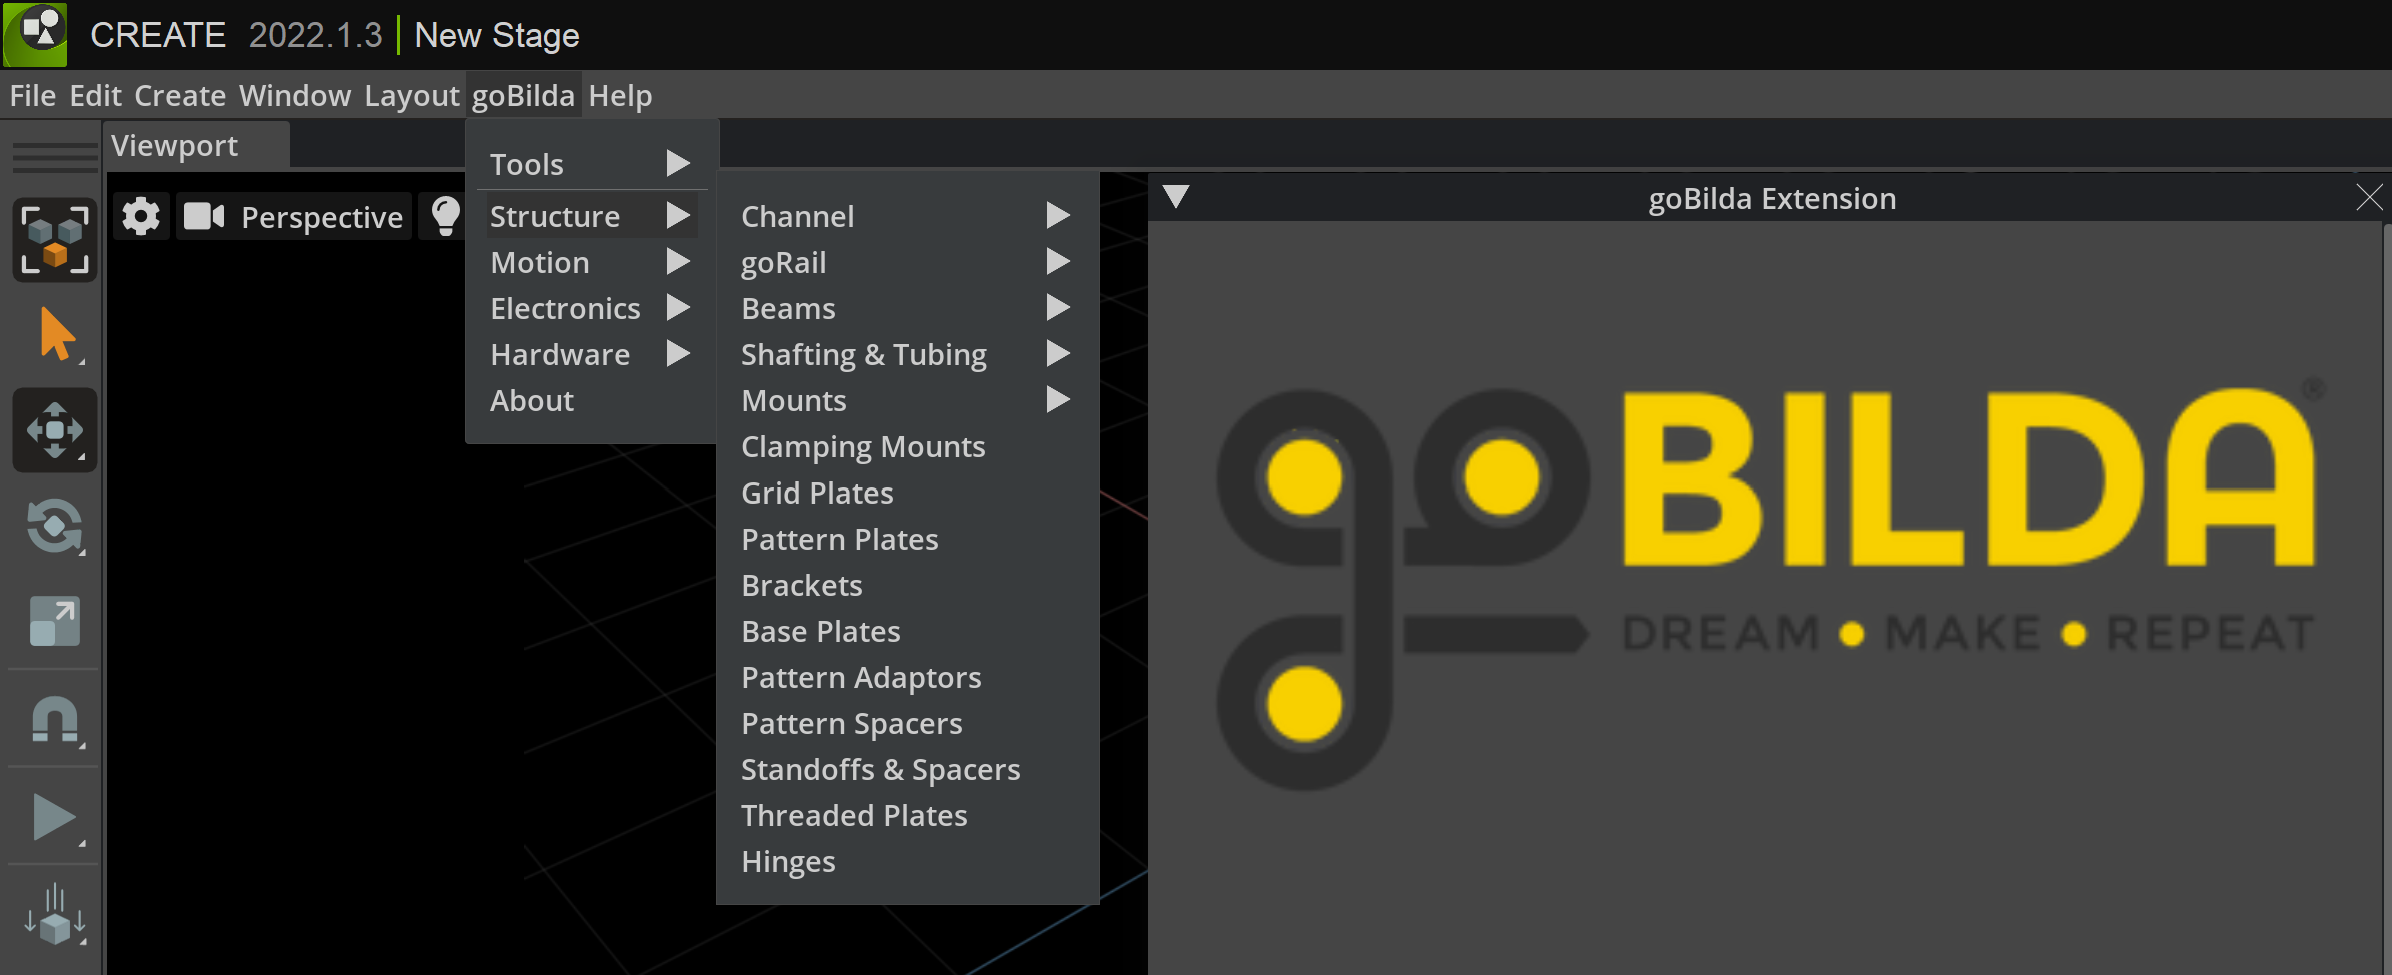 CREATE 2022.1.3 New Stage
File Edit Create Window Layout goBilda Help
Viewport
Perspective
Tools
Structure
Motion
Electronics
Hardware
About
Channel
goRail
Beams
Shafting & Tubing
Mounts
Clamping Mounts
Grid Plates
Pattern Plates
Brackets
Base Plates
Pattern Adaptors
Pattern Spacers
Standoffs & Spacers
Threaded Plates
Hinges
goBilda Extension
goBILDA®
DREAM • MAKE • REPEAT